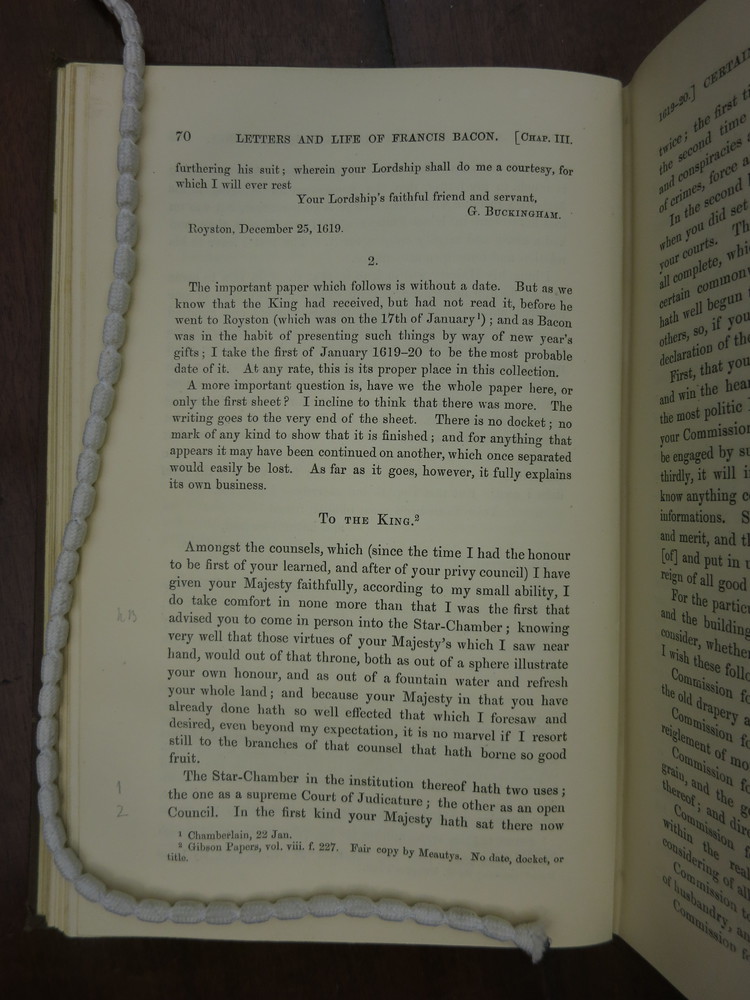 70 LETTERS AND LIFE OF FRANCIS BACON. [CHAP. III.
furthering his suit; wherein your Lordship shall do me a courtesy, for
which I will ever rest
Your Lordship's faithful friend and servant,
G. BUCKINGHAM.
Royston, December 25, 1619.
2.
The important paper which follows is without a date. But as we
know that the King had received, but had not read it, before he
went to Royston (which was on the 17th of January¹); and as Bacon
was in the habit of presenting such things by way of new year's
gifts; I take the first of January 1619-20 to be the most probable
date of it. At any rate, this is its proper place in this collection.
A more important question is, have we the whole paper here, or
only the first sheet? I incline to think that there was more. The
writing goes to the very end of the sheet. There is no docket; no
mark of any kind to show that it is finished; and for anything that
appears it may have been continued on another, which once separated
would easily be lost. As far as it goes, however, it fully explains
its own business.
TO THE KING.²
Amongst the counsels, which (since the time I had the honour
to be first of your learned, and after of your privy council) I have
given your Majesty faithfully, according to my small ability, I
do take comfort in none more than that I was the first that
advised you to come in person into the Star-Chamber; knowing
very well that those virtues of your Majesty's which I saw near
hand, would out of that throne, both as out of a sphere illustrate
your own honour, and as out of a fountain water and refresh
your whole land; and because your Majesty in that you have
already done hath so well effected that which I foresaw and
desired, even beyond my expectation, it is no marvel if I resort
still to the branches of that counsel that hath borne so good
fruit.
The Star-Chamber in the institution thereof hath two uses;
the one as a supreme Court of Judicature; the other as an open
Council. In the first kind your Majesty hath sat there now
1
2
¹ Chamberlain, 22 Jan.
² Gibson Papers, vol. viii. f. 227. Fair copy by Meautys. No date, docket, or
title.
1619-20.] CERTAIN
twice; the first
the second time
and conspiracies
of crimes, force
In the second
when you did set
your courts.
all complete,
certain common
hath well begun
others, so, if you
declaration of the
First, that you
and win the
the most politic
your Commission
be engaged by
thirdly, it will
know anything
informations.
and merit, and
[of] and put in
reign of all good
For the
and the building
consider, whether
I wish these
Commission
the old drapery
Commission
reiglement of
Commission
grain, and the
thereof; and
Commission
within the
considering of
Commission
of husbandry,
Commission